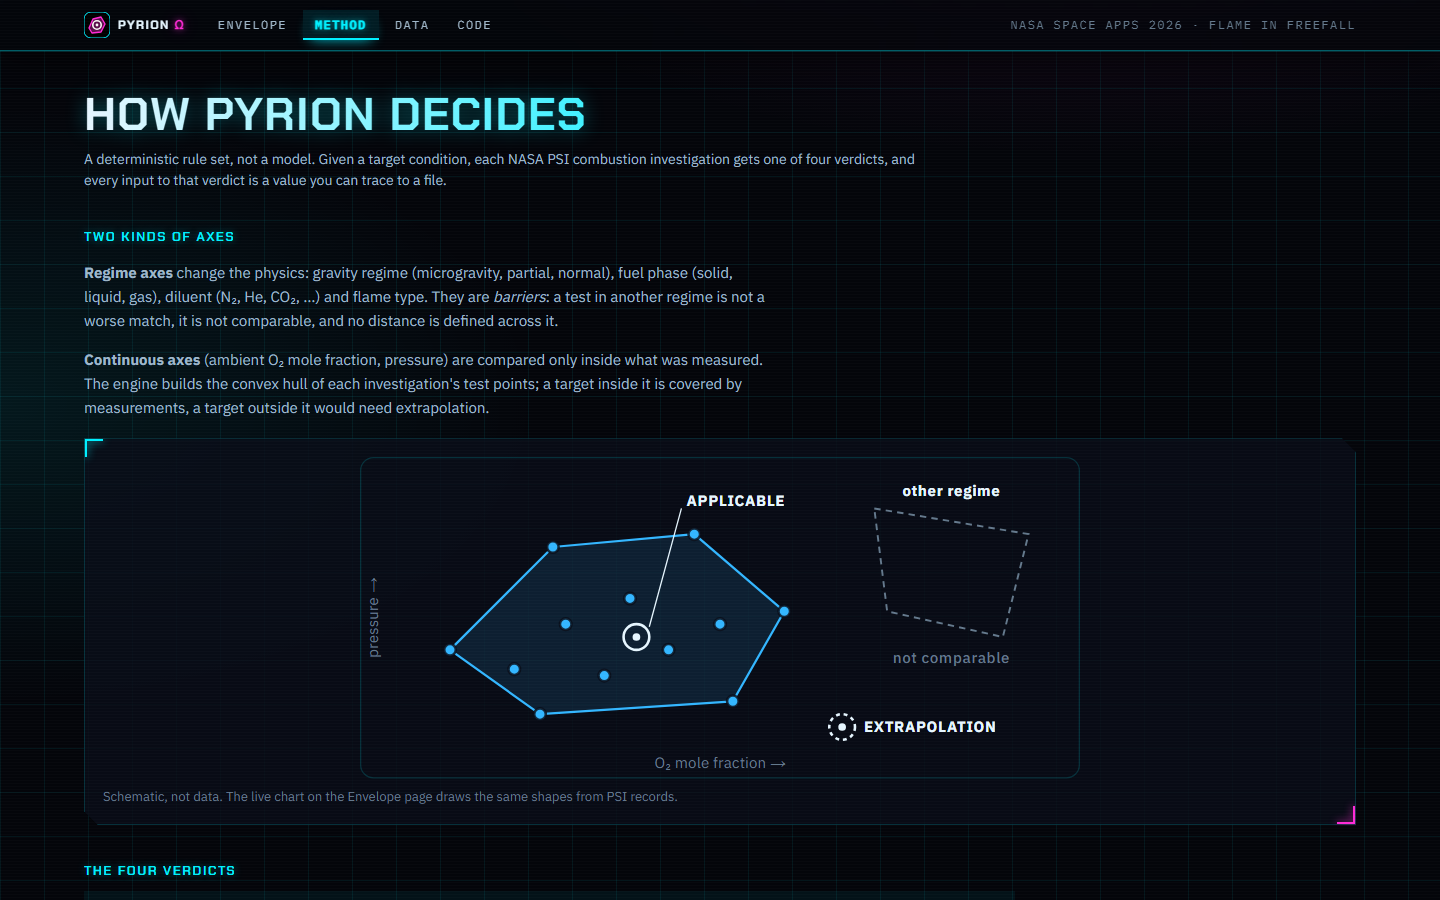 PYRION Ω ENVELOPE METHOD DATA CODE NASA SPACE APPS 2026 · FLAME IN FREEFALL
HOW PYRION DECIDES
A deterministic rule set, not a model. Given a target condition, each NASA PSI combustion investigation gets one of four verdicts, and
every input to that verdict is a value you can trace to a file.
TWO KINDS OF AXES
Regime axes change the physics: gravity regime (microgravity, partial, normal), fuel phase (solid,
liquid, gas), diluent (N₂, He, CO₂, …) and flame type. They are barriers: a test in another regime is not a
worse match, it is not comparable, and no distance is defined across it.
Continuous axes (ambient O₂ mole fraction, pressure) are compared only inside what was measured.
The engine builds the convex hull of each investigation's test points; a target inside it is covered by
measurements, a target outside it would need extrapolation.
other regime
APPLICABLE
pressure →
not comparable
EXTRAPOLATION
O₂ mole fraction →
Schematic, not data. The live chart on the Envelope page draws the same shapes from PSI records.
THE FOUR VERDICTS